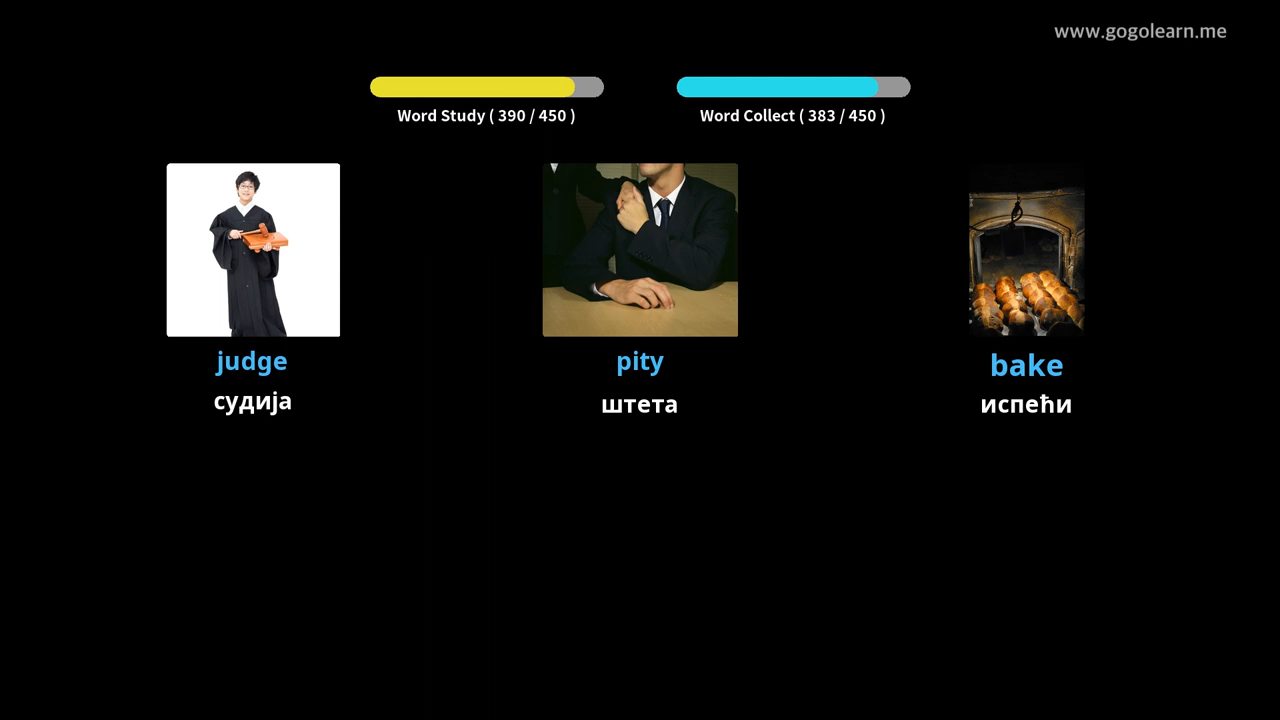 www.gogolearn.me
Word Study ( 390 / 450 )
Word Collect ( 383 / 450 )
judge
pity
bake
судија
штета
испећи